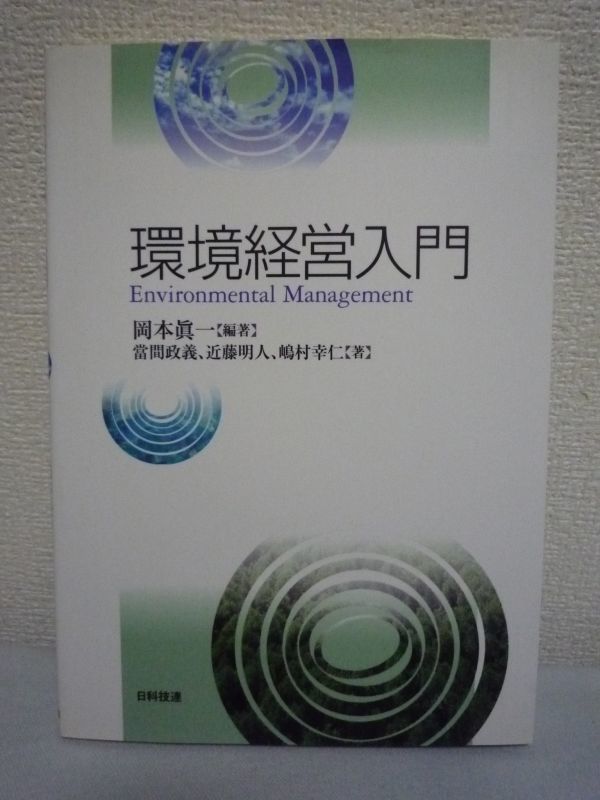 環境経営入門
Environmental Management
岡本眞一【編著】
當間政義、近藤明人、嶋村幸仁【著】
日科技連